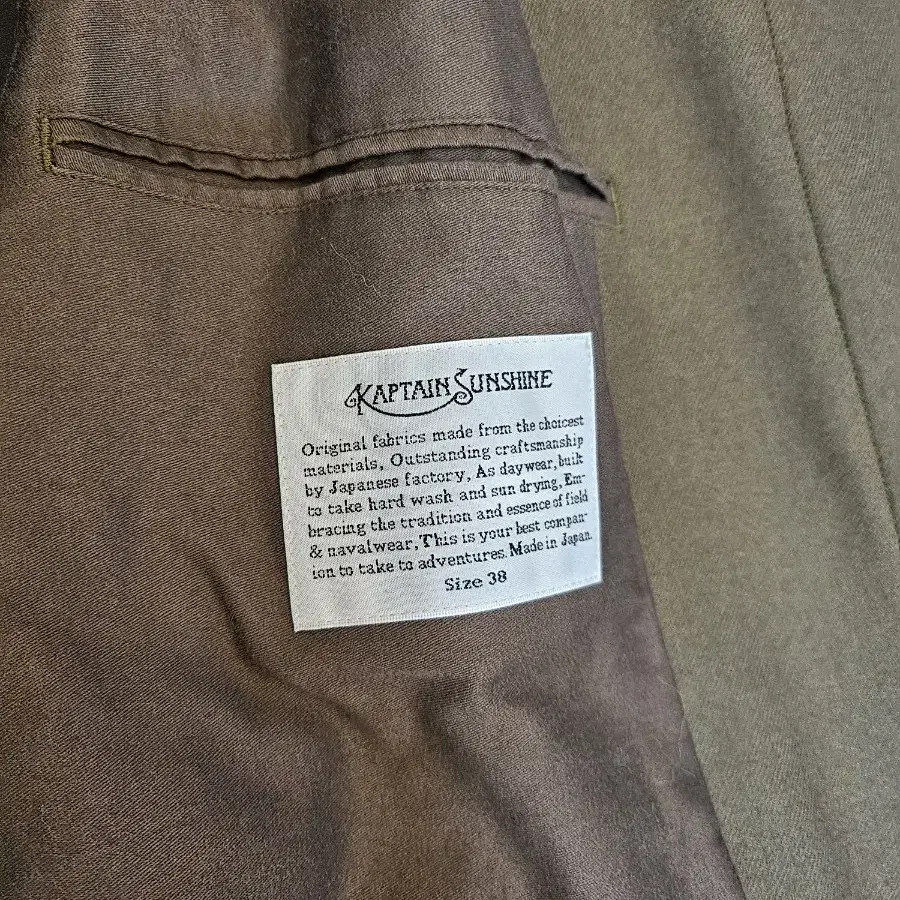 KAPTAIN SUNSHINE
Original fabrics made from the choicest
materials, Outstanding craftsmanship
by Japanese factory, As day wear, built
to take hard wash and sun drying, Em-
bracing the tradition and essence of field
& navalwear, This is your best compan-
ion to take to adventures. Made in Japan.
Size 38